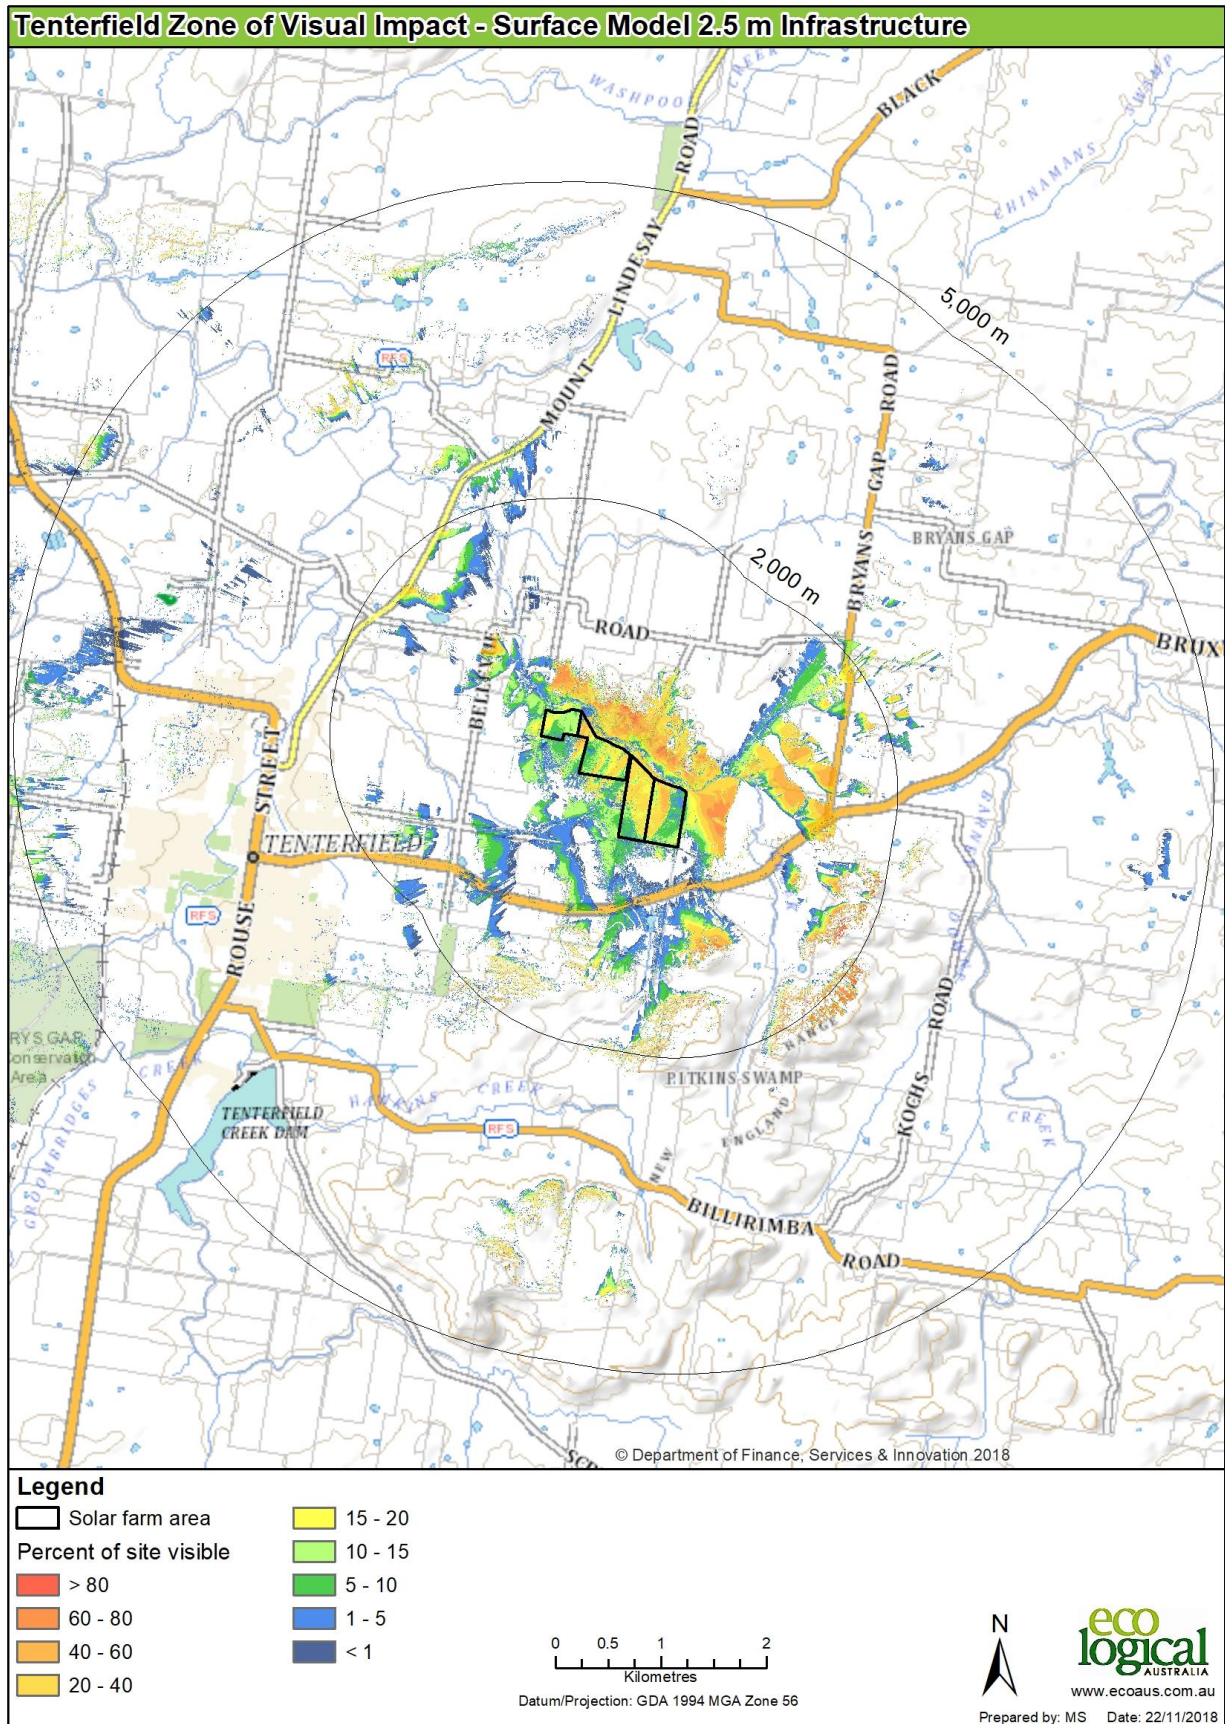 Tenterfield Zone of Visual Impact - Surface Model 2.5 m Infrastructure
WASHPOOL CREEK
BLACK
ROAD
CHINAMANS SWAMP
LINDESAY
5,000 m
RFS
MOUNT
BRYANS GAP ROAD
BRYANS GAP
2,000 m
ROAD
BRUX
BELLEVUE
STREET
TENTERFIELD
RFS
ROUSE
RYS GAP
onservation
Area
CREEK
GROOMBRIDGES
RANGE
PITKINS SWAMP
HAWKINS CREEK
TENTERFIELD
CREEK DAM
RFS
ENGLAND
NEW
KOCHS ROAD
CREEK
BILLIRIMBA
ROAD
© Department of Finance, Services & Innovation 2018
Legend
Solar farm area
Percent of site visible
> 80
60 - 80
40 - 60
20 - 40
15 - 20
10 - 15
5 - 10
1 - 5
< 1
0 0.5 1 2
Kilometres
Datum/Projection: GDA 1994 MGA Zone 56
N
eco
logical
AUSTRALIA
www.ecoaus.com.au
Prepared by: MS Date: 22/11/2018